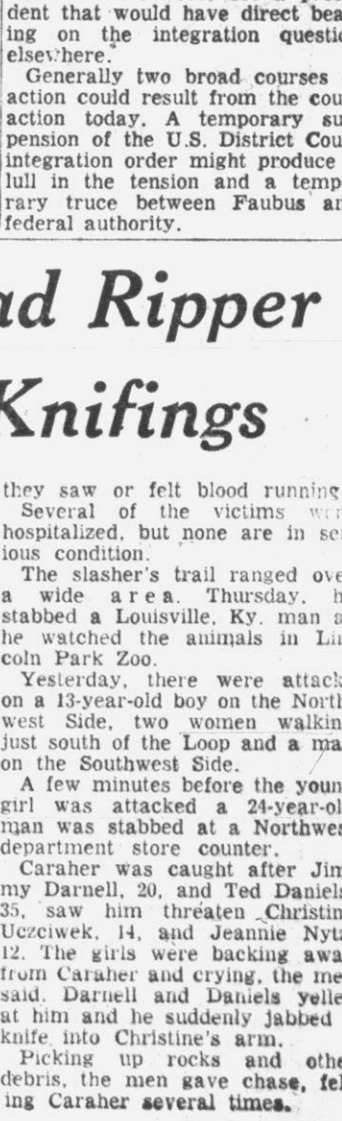 dent that would have direct bea
ing on the integration questio
elsewhere.
Generally two broad courses
action could result from the cou
action today. A temporary su
pension of the U.S. District Cou
integration order might produce
lull in the tension and a temp
rary truce between Faubus an
federal authority.
ad Ripper
Knifings
they saw or felt blood running
Several of the victims wer
hospitalized, but none are in ser
ious condition.
The slasher's trail ranged ove
a wide area. Thursday, h
stabbed a Louisville, Ky. man a
he watched the animals in Lin
coln Park Zoo.
Yesterday, there were attack
on a 13-year-old boy on the North
west Side, two women walkin
just south of the Loop and a ma
on the Southwest Side.
A few minutes before the youn
girl was attacked a 24-year-ol
man was stabbed at a Northwes
department store counter.
Caraher was caught after Jim
my Darnell, 20, and Ted Daniels
35, saw him threaten Christin
Uczciwek, 14, and Jeannie Nyta
12. The girls were backing awa
from Caraher and crying, the me
said. Darnell and Daniels yelle
at him and he suddenly jabbed
knife into Christine's arm.
Picking up rocks and othe
debris, the men gave chase, fel
ing Caraher several times.